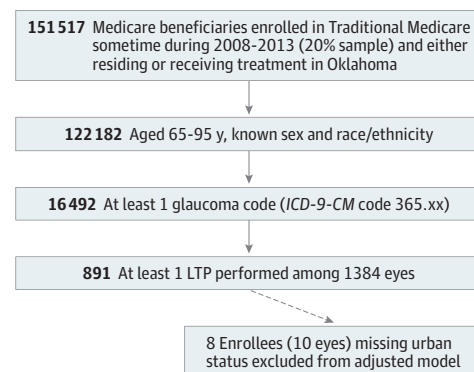 151 517 Medicare beneficiaries enrolled in Traditional Medicare
sometime during 2008-2013 (20% sample) and either
residing or receiving treatment in Oklahoma
122 182 Aged 65-95 y, known sex and race/ethnicity
16 492 At least 1 glaucoma code (ICD-9-CM code 365.xx)
891 At least 1 LTP performed among 1384 eyes
8 Enrollees (10 eyes) missing urban
status excluded from adjusted model